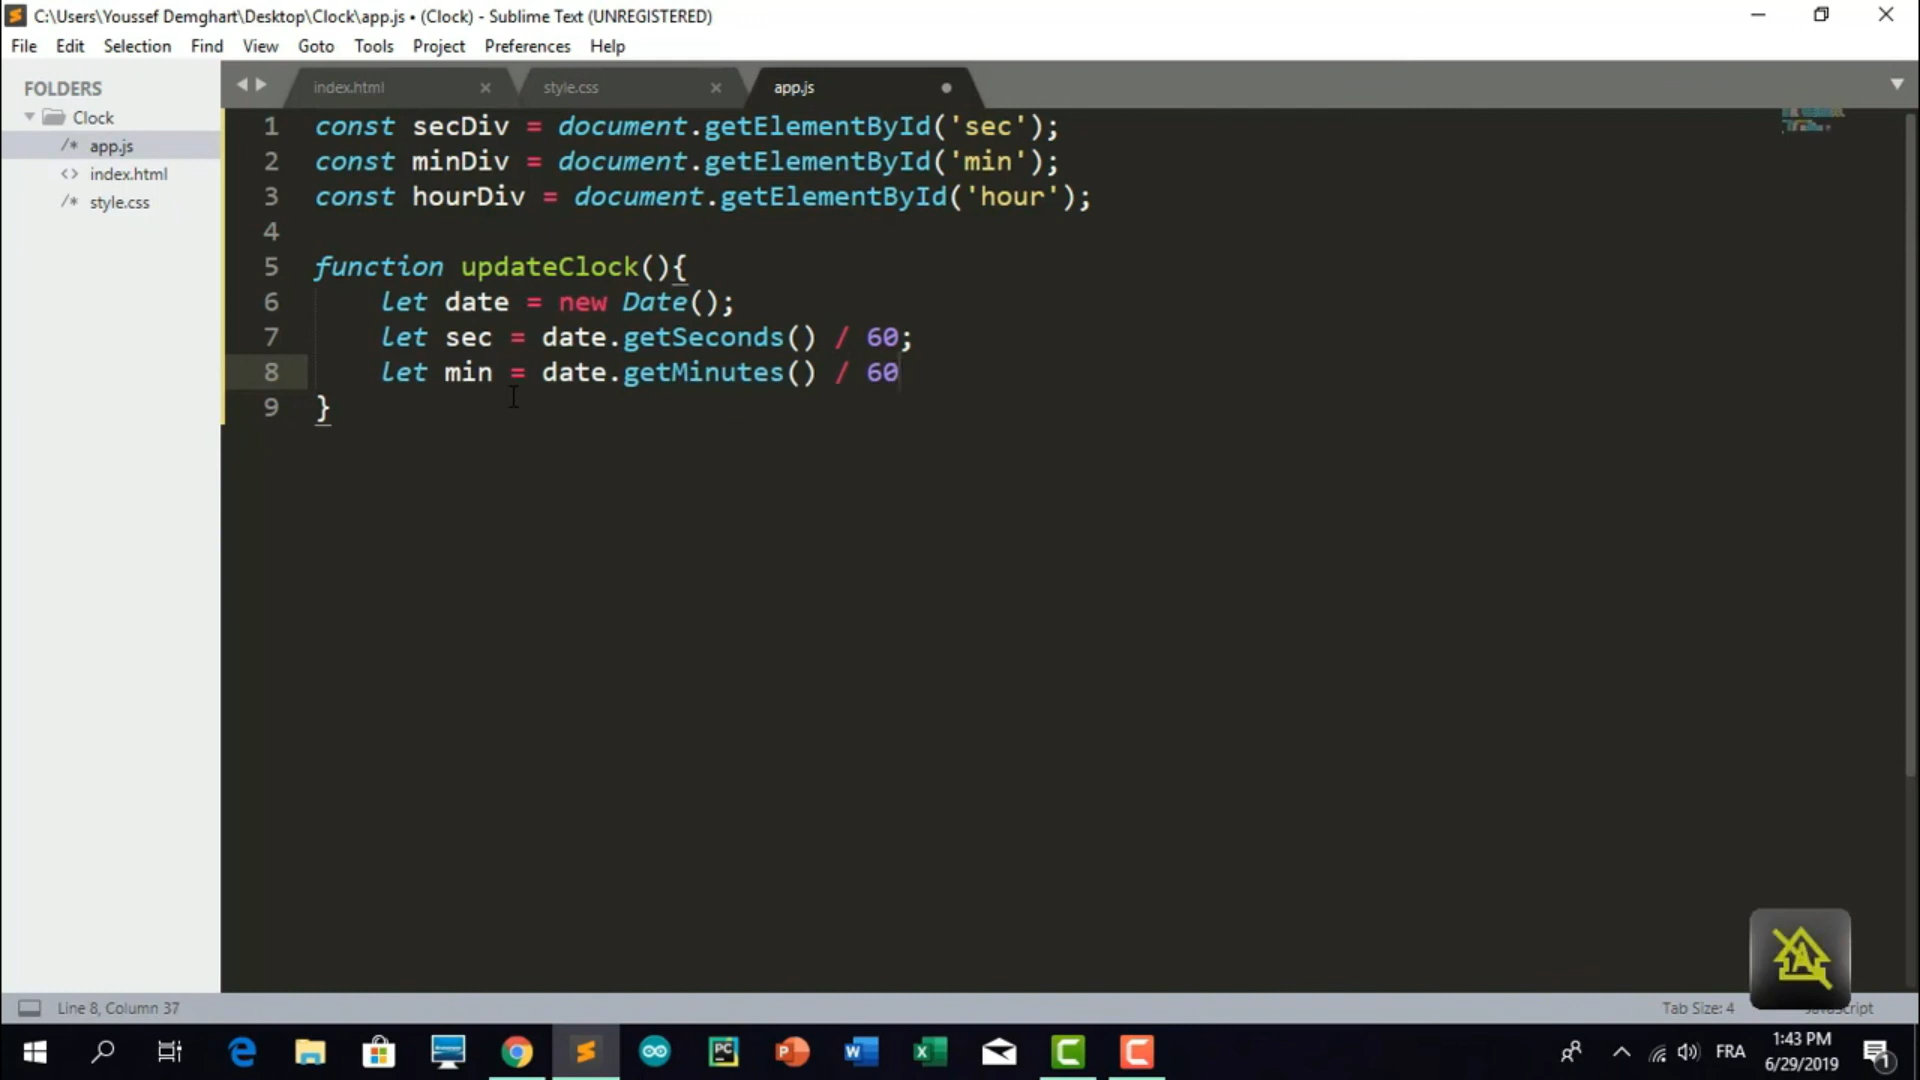 C:\Users\Youssef Demghart\Desktop\Clock\app.js • (Clock) - Sublime Text (UNREGISTERED)
File Edit Selection Find View Goto Tools Project Preferences Help
FOLDERS
Clock
/* app.js
<> index.html
/* style.css
index.html style.css app.js
1 const secDiv = document.getElementById('sec');
2 const minDiv = document.getElementById('min');
3 const hourDiv = document.getElementById('hour');
4
5 function updateClock(){
6 let date = new Date();
7 let sec = date.getSeconds() / 60;
8 let min = date.getMinutes() / 60
9 }
A
Line 8, Column 37 Tab Size: 4
PC P W X C C FRA 1:43 PM
6/29/2019
1